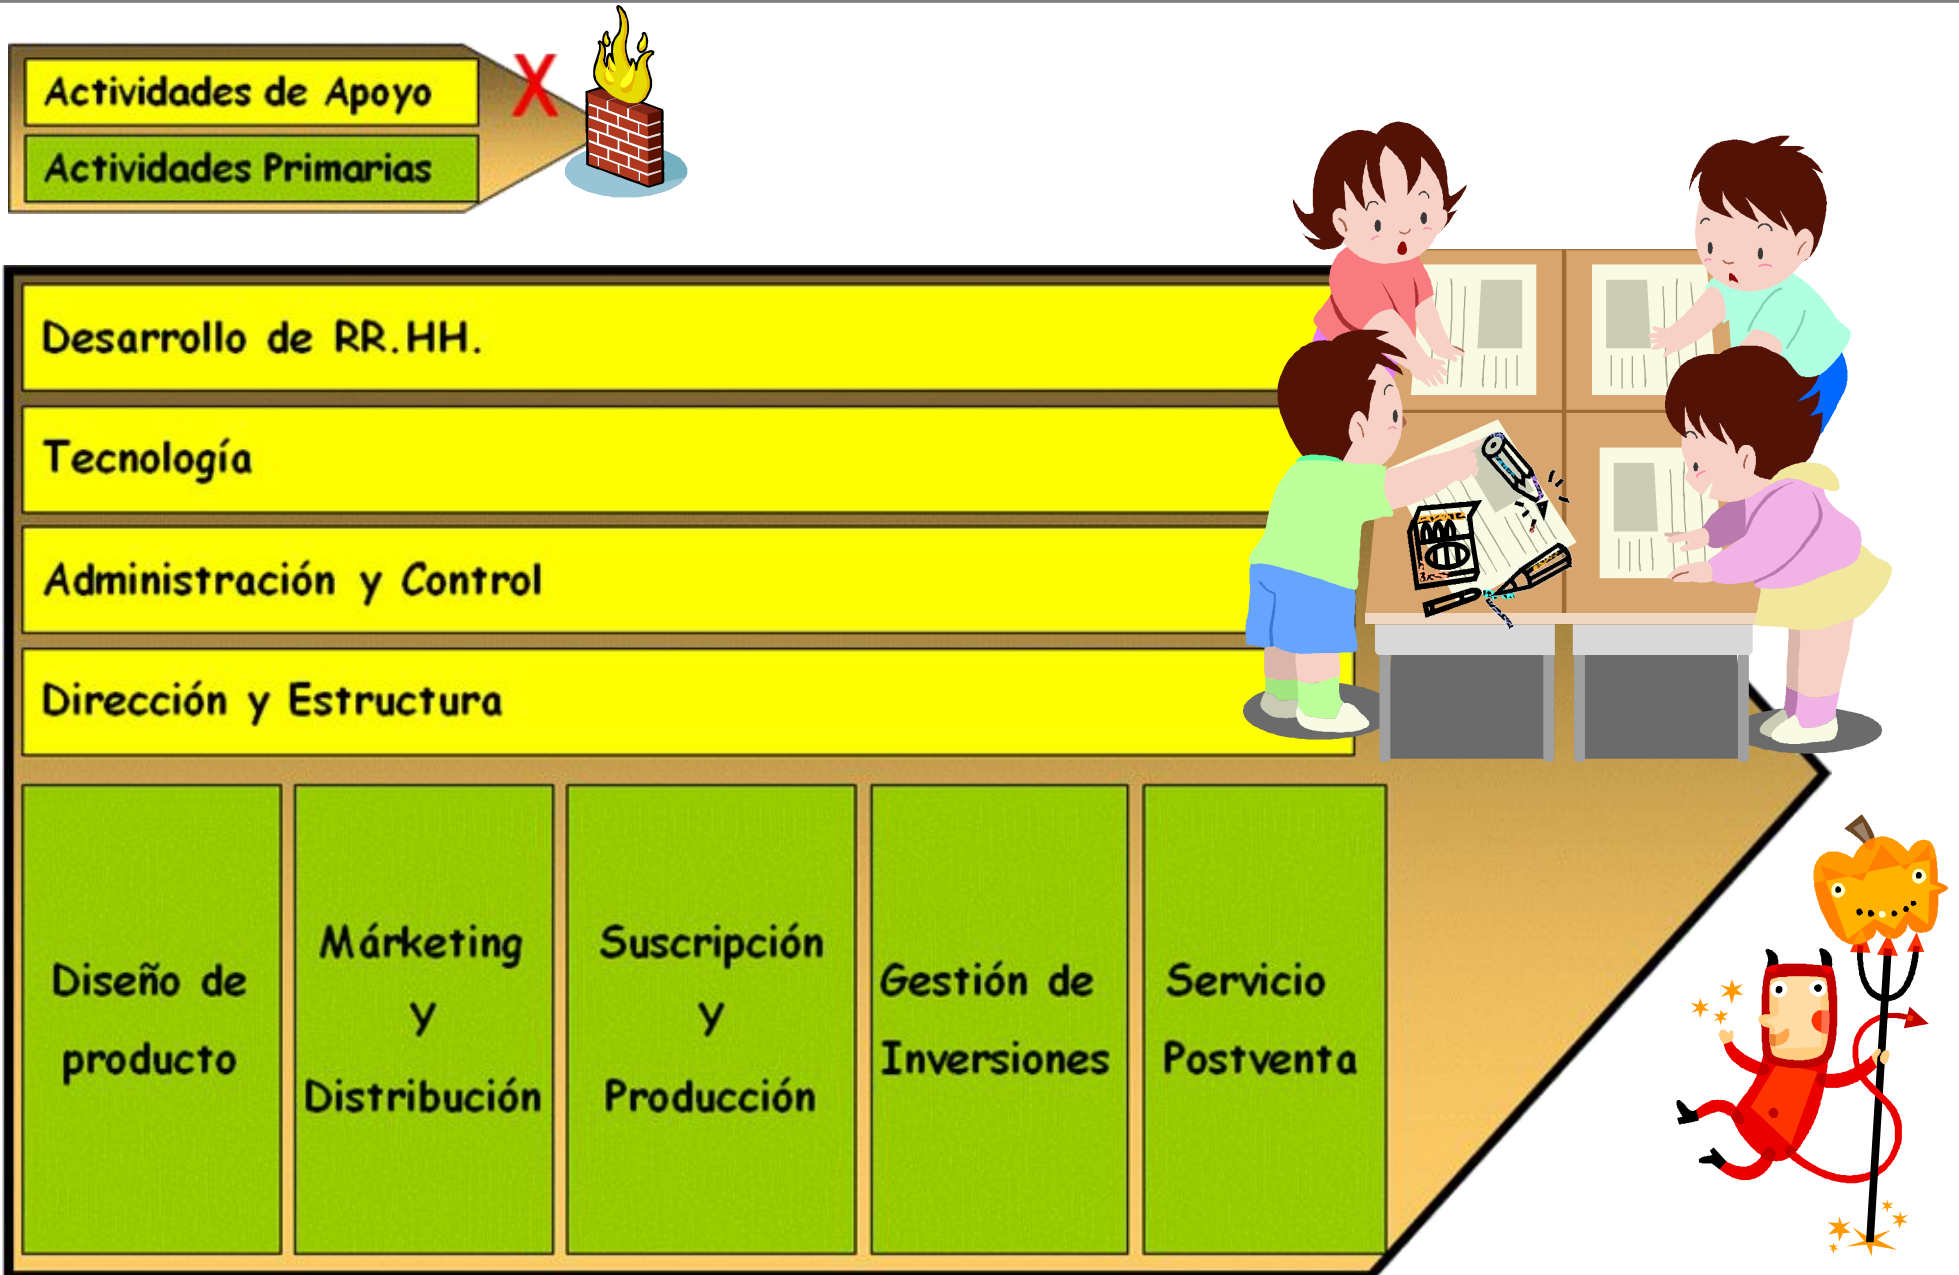 Actividades de Apoyo
X
Actividades Primarias
Desarrollo de RR.HH.
Tecnología
Administración y Control
Dirección y Estructura
Diseño de
producto
Márketing
y
Distribución
Suscripción
y
Producción
Gestión de
Inversiones
Servicio
Postventa